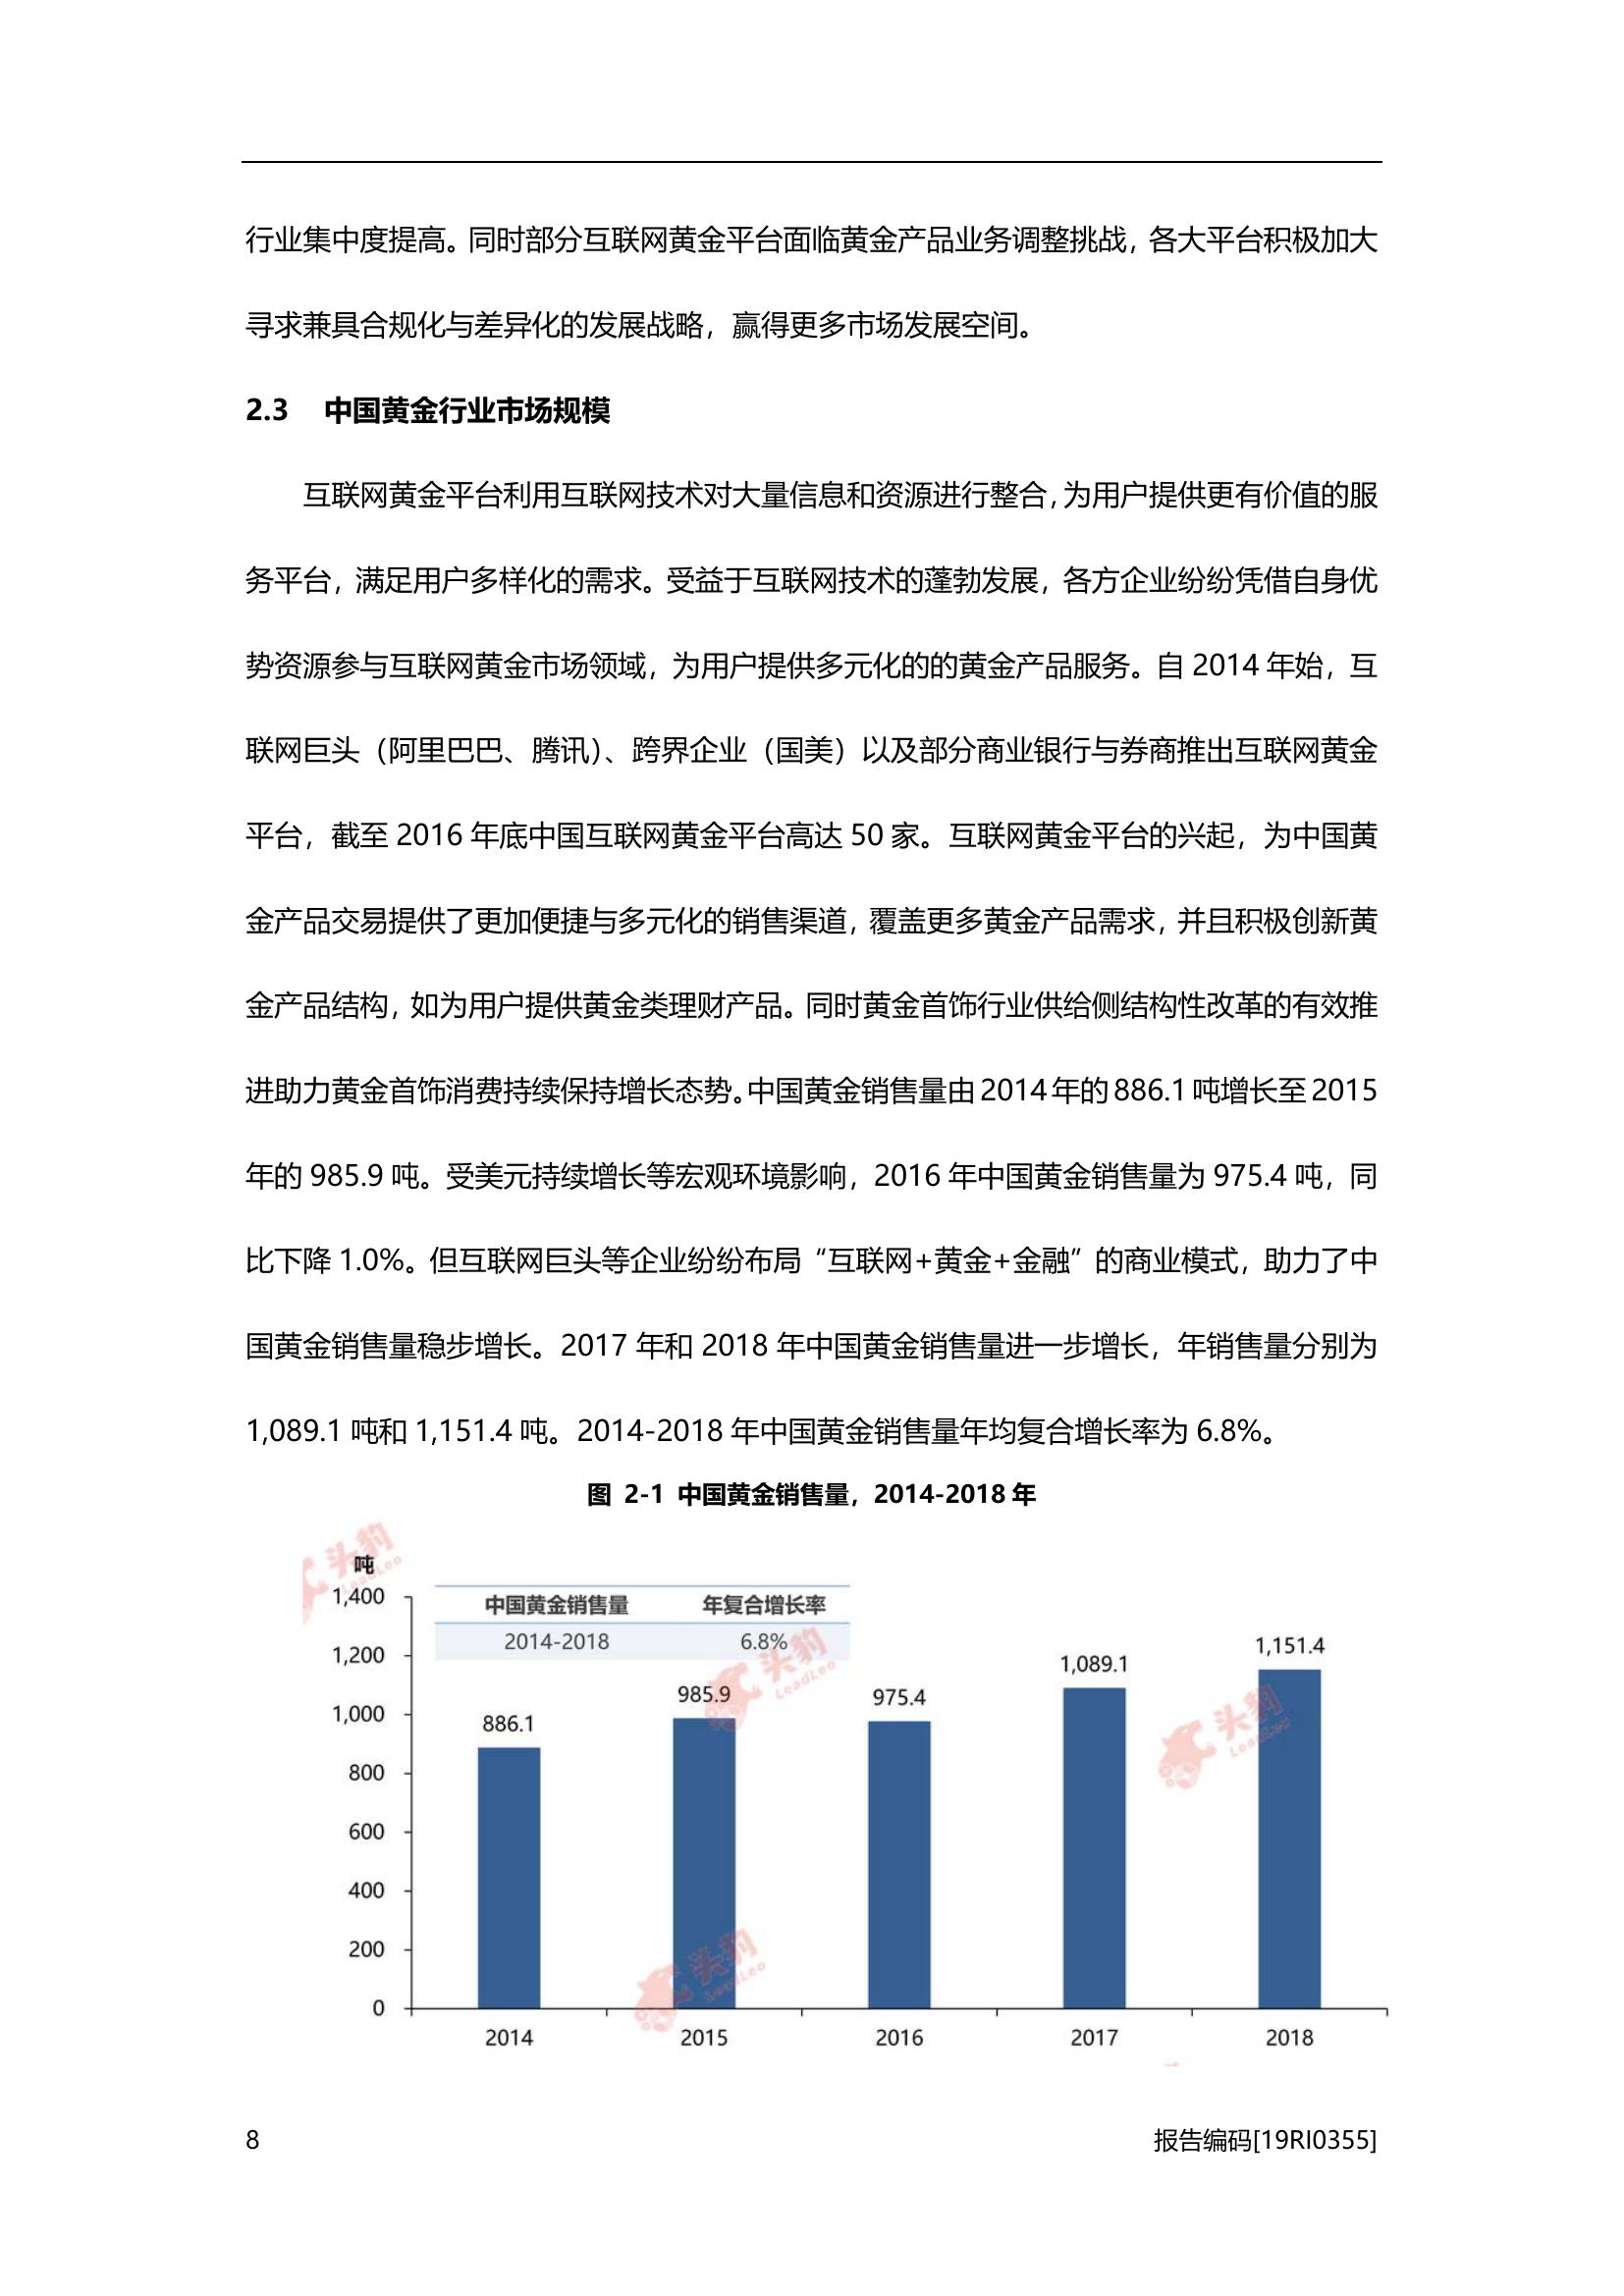 行业集中度提高。同时部分互联网黄金平台面临黄金产品业务调整挑战，各大平台积极加大
寻求兼具合规化与差异化的发展战略，赢得更多市场发展空间。
2.3 中国黄金行业市场规模
互联网黄金平台利用互联网技术对大量信息和资源进行整合，为用户提供更有价值的服
务平台，满足用户多样化的需求。受益于互联网技术的蓬勃发展，各方企业纷纷凭借自身优
势资源参与互联网黄金市场领域，为用户提供多元化的的黄金产品服务。自 2014 年始，互
联网巨头（阿里巴巴、腾讯）、跨界企业（国美）以及部分商业银行与券商推出互联网黄金
平台，截至 2016 年底中国互联网黄金平台高达 50 家。互联网黄金平台的兴起，为中国黄
金产品交易提供了更加便捷与多元化的销售渠道，覆盖更多黄金产品需求，并且积极创新黄
金产品结构，如为用户提供黄金类理财产品。同时黄金首饰行业供给侧结构性改革的有效推
进助力黄金首饰消费持续保持增长态势。中国黄金销售量由 2014 年的 886.1 吨增长至 2015
年的 985.9 吨。受美元持续增长等宏观环境影响，2016 年中国黄金销售量为 975.4 吨，同
比下降 1.0%。但互联网巨头等企业纷纷布局“互联网+黄金+金融”的商业模式，助力了中
国黄金销售量稳步增长。2017 年和 2018 年中国黄金销售量进一步增长，年销售量分别为
1,089.1 吨和 1,151.4 吨。2014-2018 年中国黄金销售量年均复合增长率为 6.8%。
图 2-1 中国黄金销售量，2014-2018 年
头豹
LeadLeo
吨
1,400
1,200
1,000
800
600
400
200
0
中国黄金销售量 年复合增长率
2014-2018 6.8%
头豹
LeadLeo
头豹
LeadLeo
头豹
LeadLeo
886.1
985.9
975.4
1,089.1
1,151.4
2014 2015 2016 2017 2018
8 报告编码[19RI0355]